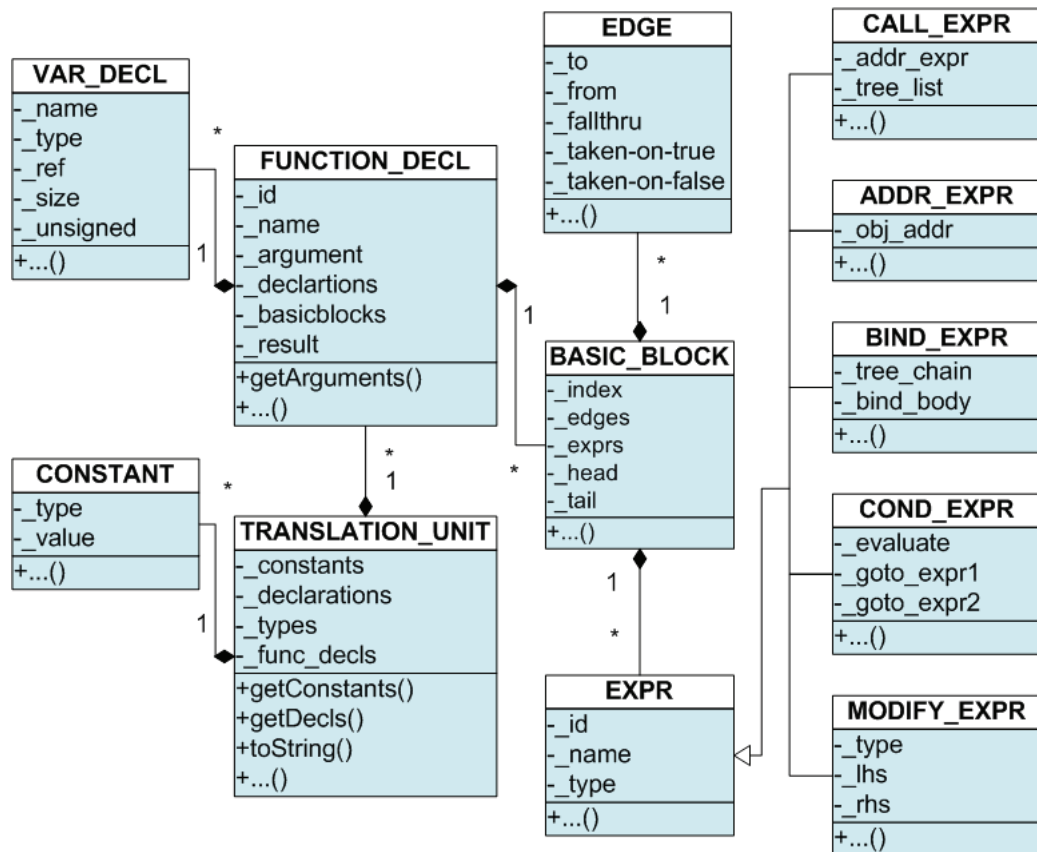 VAR_DECL
-_name
-_type
-_ref
-_size
-_unsigned
+...()
*
1
FUNCTION_DECL
-_id
-_name
-_argument
-_declartions
-_basicblocks
-_result
+getArguments()
+...()
1
*
*
1
CONSTANT
-_type
-_value
+...()
*
1
TRANSLATION_UNIT
-_constants
-_declarations
-_types
-_func_decls
+getConstants()
+getDecls()
+toString()
+...()
EDGE
-_to
-_from
-_fallthru
-_taken-on-true
-_taken-on-false
+...()
*
1
BASIC_BLOCK
-_index
-_edges
-_exprs
-_head
-_tail
+...()
1
*
EXPR
-_id
-_name
-_type
+...()
CALL_EXPR
-_addr_expr
-_tree_list
+...()
ADDR_EXPR
-_obj_addr
+...()
BIND_EXPR
-_tree_chain
-_bind_body
+...()
COND_EXPR
-_evaluate
-_goto_expr1
-_goto_expr2
+...()
MODIFY_EXPR
-_type
-_lhs
-_rhs
+...()